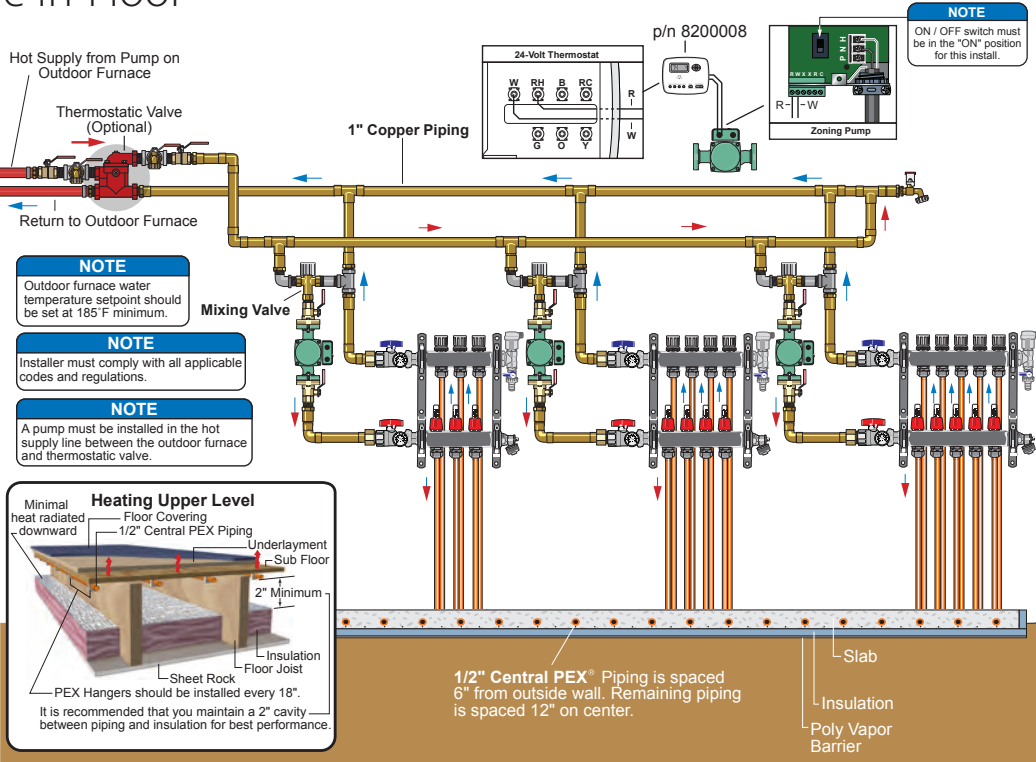 Hot Supply from Pump on
Outdoor Furnace
Thermostatic Valve
(Optional)
1" Copper Piping
Return to Outdoor Furnace
24-Volt Thermostat
W RH B RC
R
W
G O Y
p/n 8200008
P N H
R W X X R C
R W
Zoning Pump
NOTE
ON / OFF switch must
be in the "ON" position
for this install.
NOTE
Outdoor furnace water
temperature setpoint should
be set at 185°F minimum.
Mixing Valve
NOTE
Installer must comply with all applicable
codes and regulations.
NOTE
A pump must be installed in the hot
supply line between the outdoor furnace
and thermostatic valve.
Heating Upper Level
Minimal
heat radiated
downward
Floor Covering
1/2" Central PEX Piping
Underlayment
Sub Floor
2" Minimum
Insulation
Floor Joist
Sheet Rock
PEX Hangers should be installed every 18".
It is recommended that you maintain a 2" cavity
between piping and insulation for best performance.
1/2" Central PEX® Piping is spaced
6" from outside wall. Remaining piping
is spaced 12" on center.
Slab
Insulation
Poly Vapor
Barrier